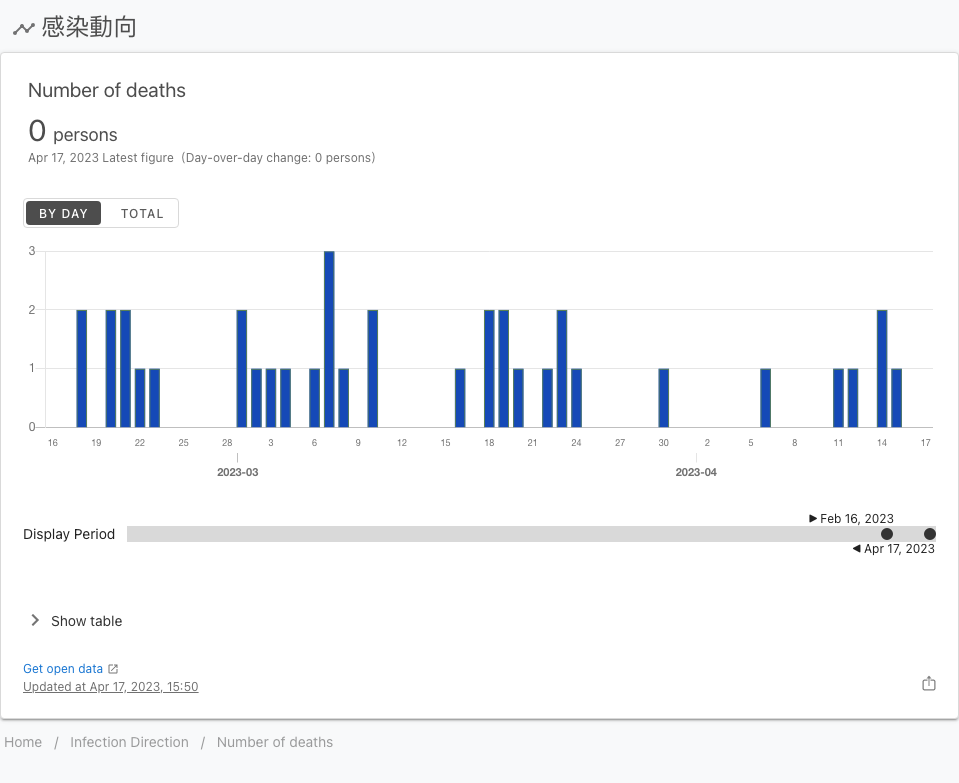 感染動向
Number of deaths
0 persons
Apr 17, 2023 Latest figure (Day-over-day change: 0 persons)
BY DAY TOTAL
3
2
1
0
16 19 22 25 28 3 6 9 12 15 18 21 24 27 30 2 5 8 11 14 17
2023-03 2023-04
Feb 16, 2023
Display Period
Apr 17, 2023
Show table
Get open data
Updated at Apr 17, 2023, 15:50
Home / Infection Direction / Number of deaths